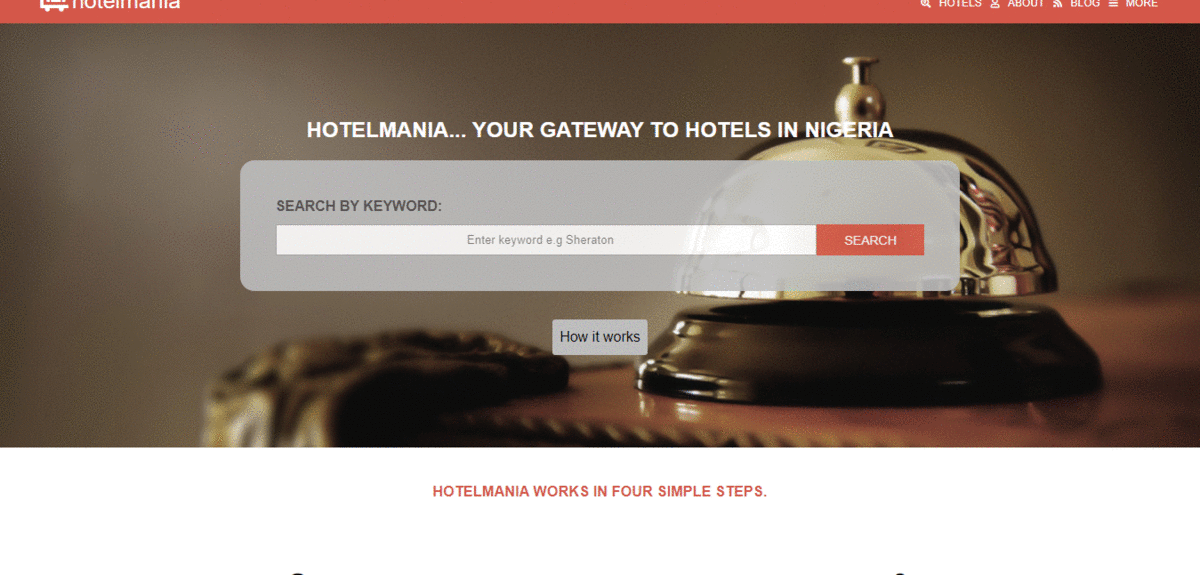 hotelmania
HOTELS ABOUT BLOG MORE
HOTELMANIA... YOUR GATEWAY TO HOTELS IN NIGERIA
SEARCH BY KEYWORD:
Enter keyword e.g Sheraton
SEARCH
How it works
HOTELMANIA WORKS IN FOUR SIMPLE STEPS.